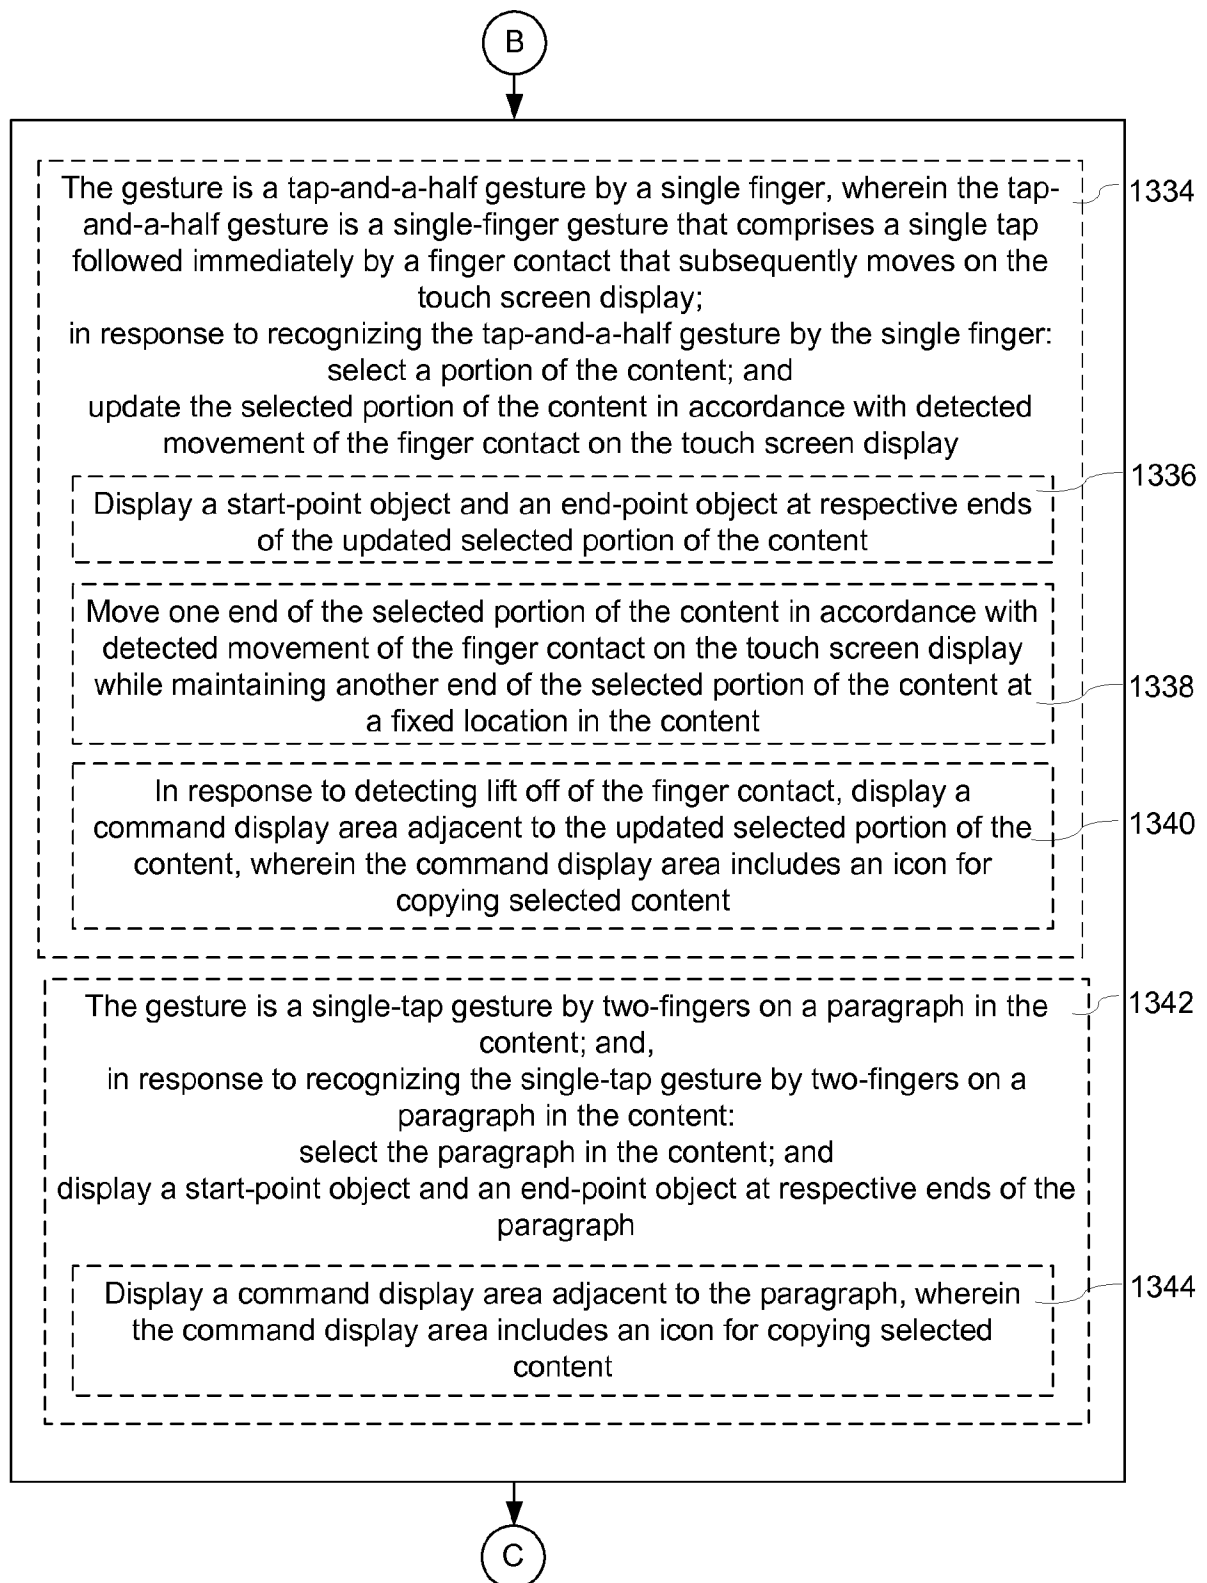 B
The gesture is a tap-and-a-half gesture by a single finger, wherein the tap-
and-a-half gesture is a single-finger gesture that comprises a single tap
followed immediately by a finger contact that subsequently moves on the
touch screen display;
in response to recognizing the tap-and-a-half gesture by the single finger:
select a portion of the content; and
update the selected portion of the content in accordance with detected
movement of the finger contact on the touch screen display
1334
Display a start-point object and an end-point object at respective ends
of the updated selected portion of the content
1336
Move one end of the selected portion of the content in accordance with
detected movement of the finger contact on the touch screen display
while maintaining another end of the selected portion of the content at
a fixed location in the content
1338
In response to detecting lift off of the finger contact, display a
command display area adjacent to the updated selected portion of the
content, wherein the command display area includes an icon for
copying selected content
1340
The gesture is a single-tap gesture by two-fingers on a paragraph in the
content; and,
in response to recognizing the single-tap gesture by two-fingers on a
paragraph in the content:
select the paragraph in the content; and
display a start-point object and an end-point object at respective ends of the
paragraph
1342
Display a command display area adjacent to the paragraph, wherein
the command display area includes an icon for copying selected
content
1344
C